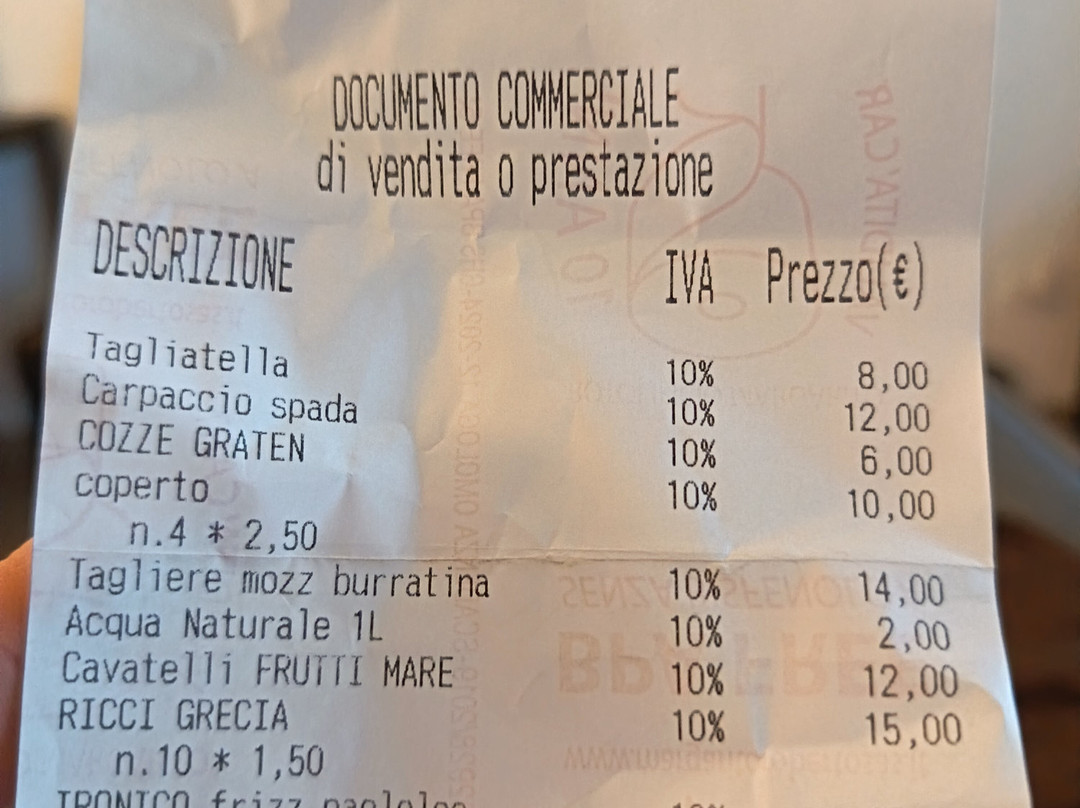 DOCUMENTO COMMERCIALE
di vendita o prestazione
DESCRIZIONE IVA Prezzo(€)
Tagliatella 10% 8,00
Carpaccio spada 10% 12,00
COZZE GRATEN 10% 6,00
coperto 10% 10,00
n.4 * 2,50
Tagliere mozz burratina 10% 14,00
Acqua Naturale 1L 10% 2,00
Cavatelli FRUTTI MARE 10% 12,00
RICCI GRECIA 10% 15,00
n.10 * 1,50
frizz